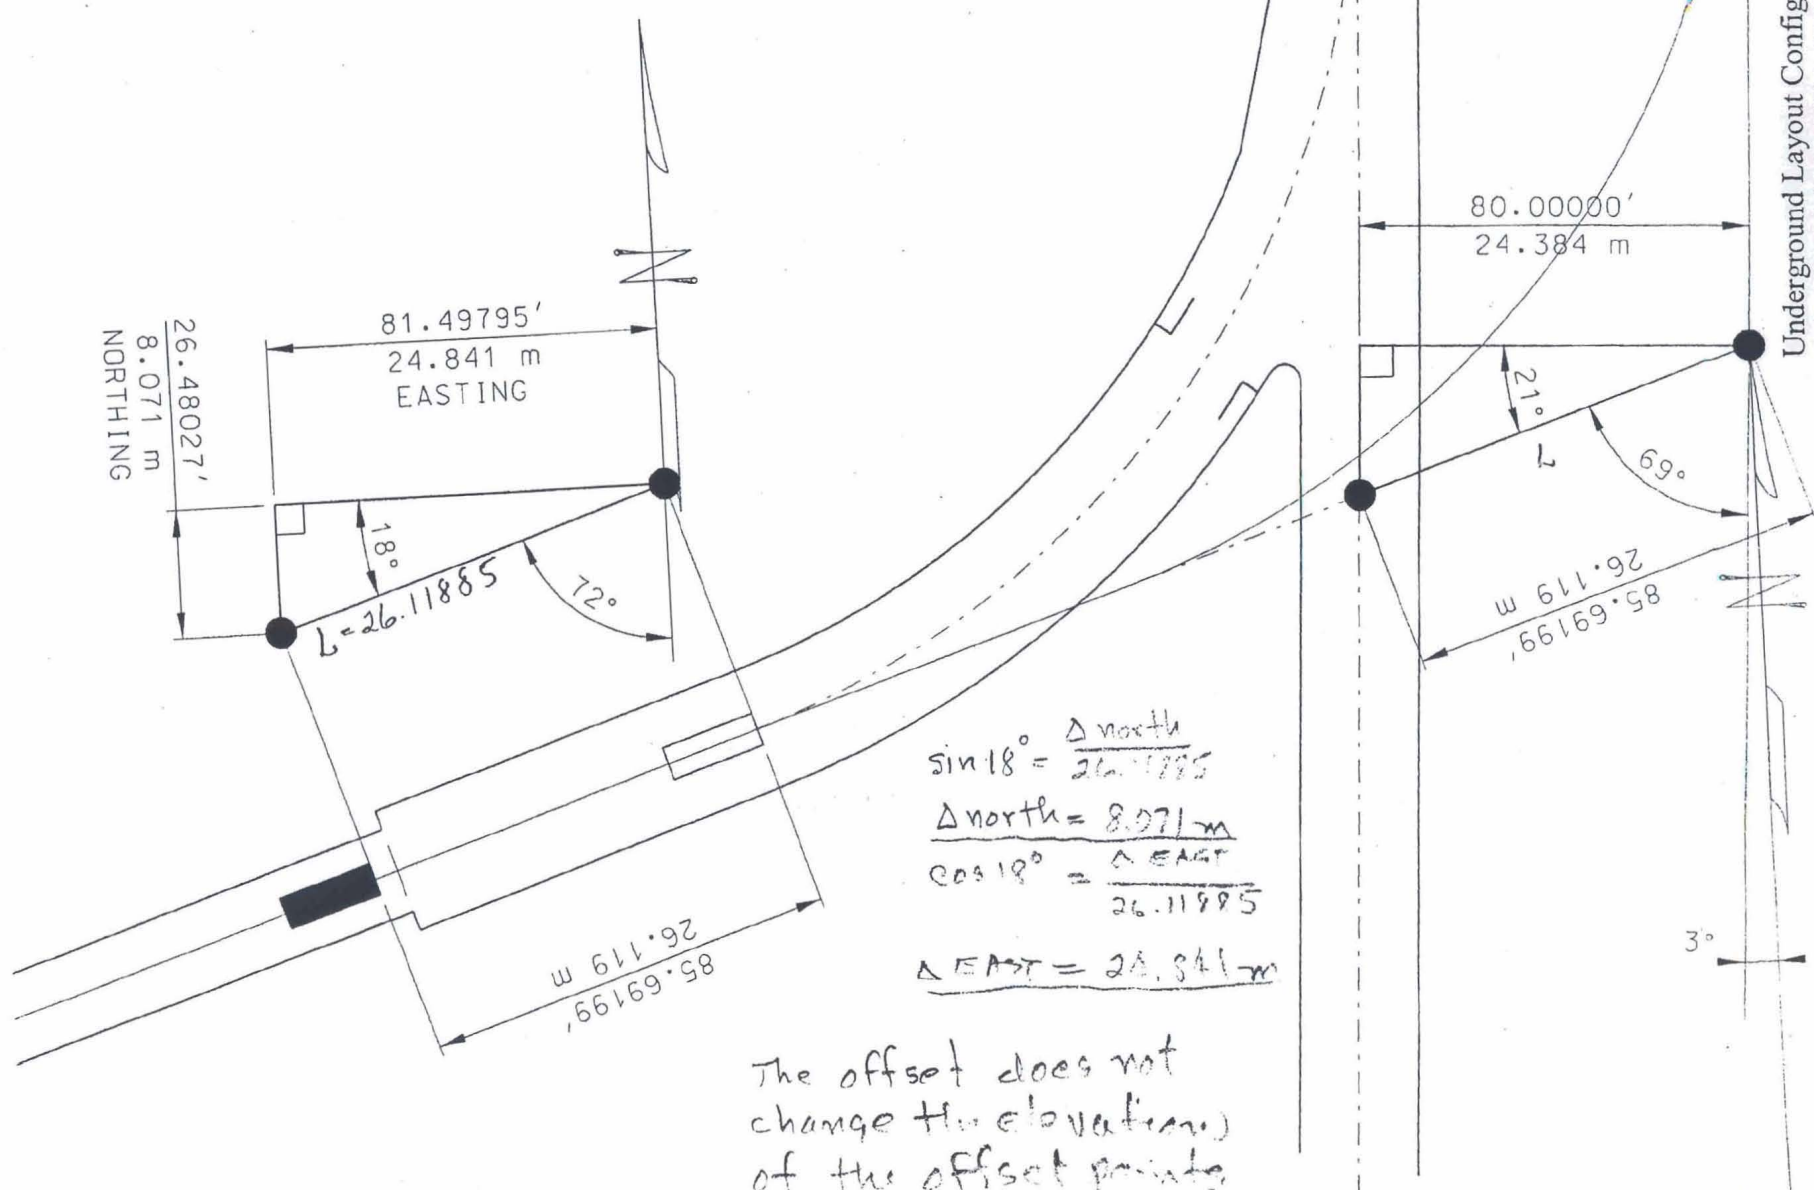 26.48027'
8.071 m
NORTHING
81.49795'
24.841 m
EASTING
N
18°
72°
L = 26.11885
85.69199'
26.119 m
80.00000'
24.384 m
21°
L
69°
85.69199'
26.119 m
N
3°
Underground Layout Config
sin 18° = Δ north
Δ north = 8.071 m
cos 18° = Δ EAST
26.11885
Δ EAST = 24.841 m
The offset does not
change the elevations
of the offset points